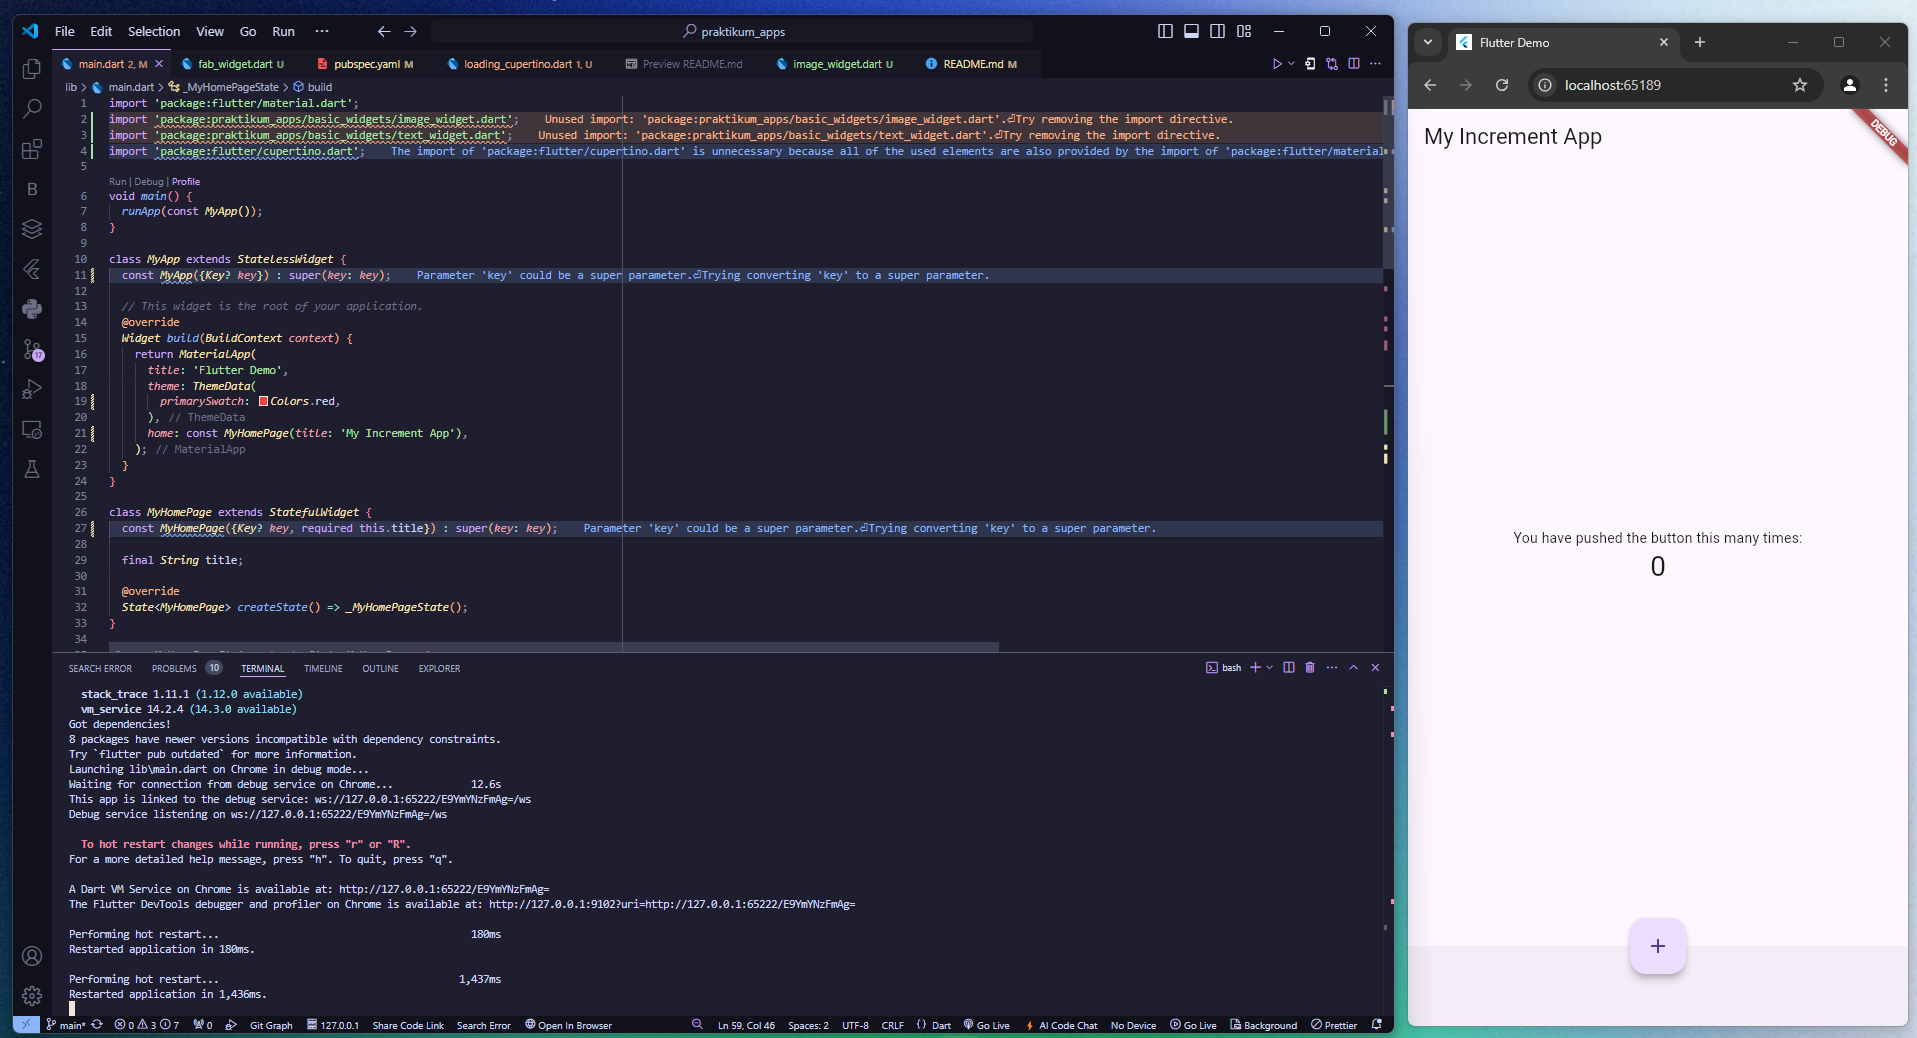 File Edit Selection View Go Run ···
praktikum_apps
main.dart 2, M
fab_widget.dart U
pubspec.yaml M
loading_cupertino.dart 1, U
Preview README.md
image_widget.dart U
README.md M
lib > main.dart > _MyHomePageState > build
1 import 'package:flutter/material.dart';
2 import 'package:praktikum_apps/basic_widgets/image_widget.dart'; Unused import: 'package:praktikum_apps/basic_widgets/image_widget.dart'.⏎Try removing the import directive.
3 import 'package:praktikum_apps/basic_widgets/text_widget.dart'; Unused import: 'package:praktikum_apps/basic_widgets/text_widget.dart'.⏎Try removing the import directive.
4 import 'package:flutter/cupertino.dart'; The import of 'package:flutter/cupertino.dart' is unnecessary because all of the used elements are also provided by the import of 'package:flutter/material
5
Run | Debug | Profile
6 void main() {
7 runApp(const MyApp());
8 }
9
10 class MyApp extends StatelessWidget {
11 const MyApp({Key? key}) : super(key: key); Parameter 'key' could be a super parameter.⏎Trying converting 'key' to a super parameter.
12
13 // This widget is the root of your application.
14 @override
15 Widget build(BuildContext context) {
16 return MaterialApp(
17 title: 'Flutter Demo',
18 theme: ThemeData(
19 primarySwatch: Colors.red,
20 ), // ThemeData
21 home: const MyHomePage(title: 'My Increment App'),
22 ); // MaterialApp
23 }
24 }
25
26 class MyHomePage extends StatefulWidget {
27 const MyHomePage({Key? key, required this.title}) : super(key: key); Parameter 'key' could be a super parameter.⏎Trying converting 'key' to a super parameter.
28
29 final String title;
30
31 @override
32 State<MyHomePage> createState() => _MyHomePageState();
33 }
34
17
SEARCH ERROR PROBLEMS 10 TERMINAL TIMELINE OUTLINE EXPLORER
bash
stack_trace 1.11.1 (1.12.0 available)
vm_service 14.2.4 (14.3.0 available)
Got dependencies!
8 packages have newer versions incompatible with dependency constraints.
Try `flutter pub outdated` for more information.
Launching lib\main.dart on Chrome in debug mode...
Waiting for connection from debug service on Chrome... 12.6s
This app is linked to the debug service: ws://127.0.0.1:65222/E9YmYNzFmAg=/ws
Debug service listening on ws://127.0.0.1:65222/E9YmYNzFmAg=/ws
To hot restart changes while running, press "r" or "R".
For a more detailed help message, press "h". To quit, press "q".
A Dart VM Service on Chrome is available at: http://127.0.0.1:65222/E9YmYNzFmAg=
The Flutter DevTools debugger and profiler on Chrome is available at: http://127.0.0.1:9102?uri=http://127.0.0.1:65222/E9YmYNzFmAg=
Performing hot restart... 180ms
Restarted application in 180ms.
Performing hot restart... 1,437ms
Restarted application in 1,436ms.
main* 0 3 7 0 Git Graph 127.0.0.1 Share Code Link Search Error Open In Browser Ln 59, Col 46 Spaces: 2 UTF-8 CRLF {} Dart Go Live AI Code Chat No Device Go Live Background Prettier
Flutter Demo
localhost:65189
My Increment App
DEBUG
You have pushed the button this many times:
0
+